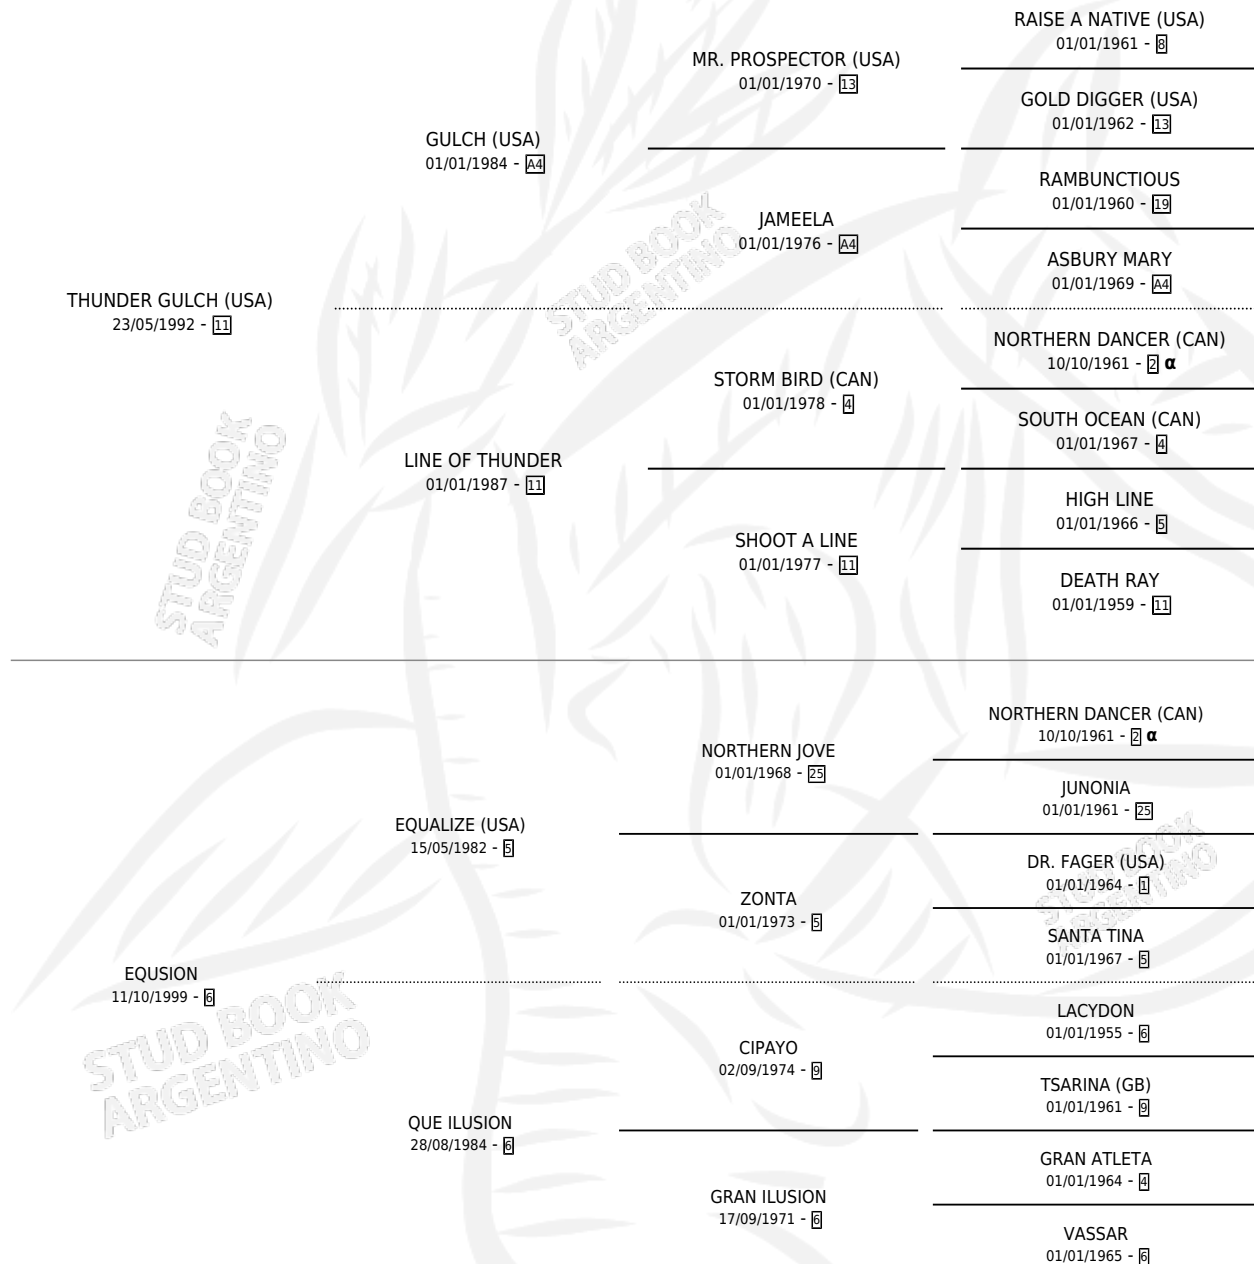 RAISE A NATIVE (USA)
01/01/1961 - 8
MR. PROSPECTOR (USA)
01/01/1970 - 13
GOLD DIGGER (USA)
01/01/1962 - 13
GULCH (USA)
01/01/1984 - A4
RAMBUNCTIOUS
01/01/1960 - 19
JAMEELA
01/01/1976 - A4
ASBURY MARY
01/01/1969 - A4
THUNDER GULCH (USA)
23/05/1992 - 11
NORTHERN DANCER (CAN)
10/10/1961 - 2 α
STORM BIRD (CAN)
01/01/1978 - 4
SOUTH OCEAN (CAN)
01/01/1967 - 4
LINE OF THUNDER
01/01/1987 - 11
HIGH LINE
01/01/1966 - 5
SHOOT A LINE
01/01/1977 - 11
DEATH RAY
01/01/1959 - 11
NORTHERN DANCER (CAN)
10/10/1961 - 2 α
NORTHERN JOVE
01/01/1968 - 25
JUNONIA
01/01/1961 - 25
EQUALIZE (USA)
15/05/1982 - 5
DR. FAGER (USA)
01/01/1964 - 1
ZONTA
01/01/1973 - 5
SANTA TINA
01/01/1967 - 5
EQUSION
11/10/1999 - 6
LACYDON
01/01/1955 - 6
CIPAYO
02/09/1974 - 9
TSARINA (GB)
01/01/1961 - 9
QUE ILUSION
28/08/1984 - 6
GRAN ATLETA
01/01/1964 - 4
GRAN ILUSION
17/09/1971 - 6
VASSAR
01/01/1965 - 6
STUD BOOK
ARGENTINO
STUD BOOK
ARGENTINO
STUD BOOK
ARGENTINO
STUD BOOK
ARGENTINO